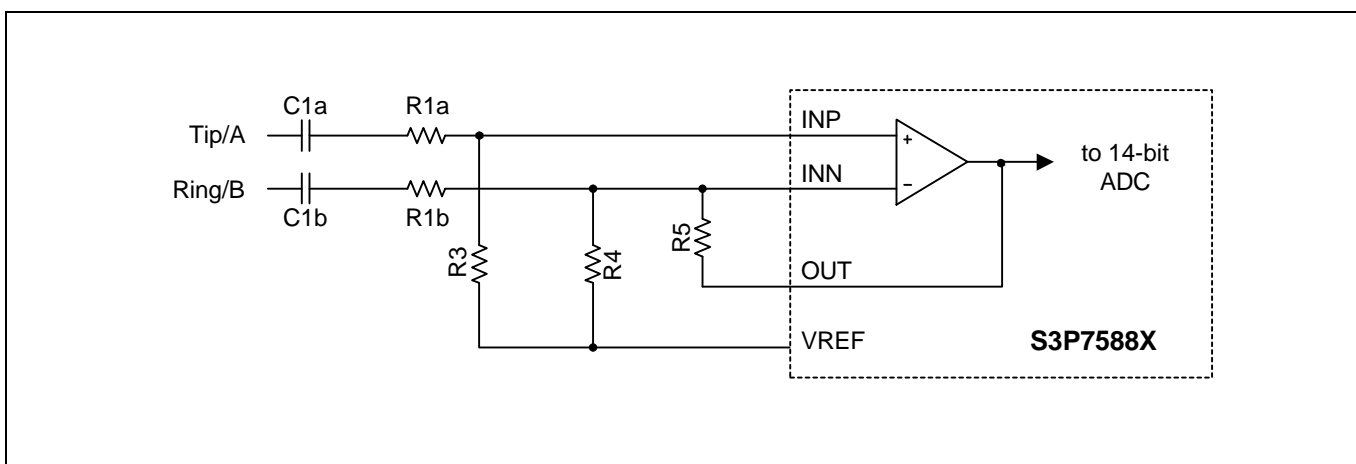 C1a
R1a
Tip/A
INP
+
to 14-bit
ADC
Ring/B
INN
−
C1b
R1b
R3
R4
R5
OUT
VREF
S3P7588X